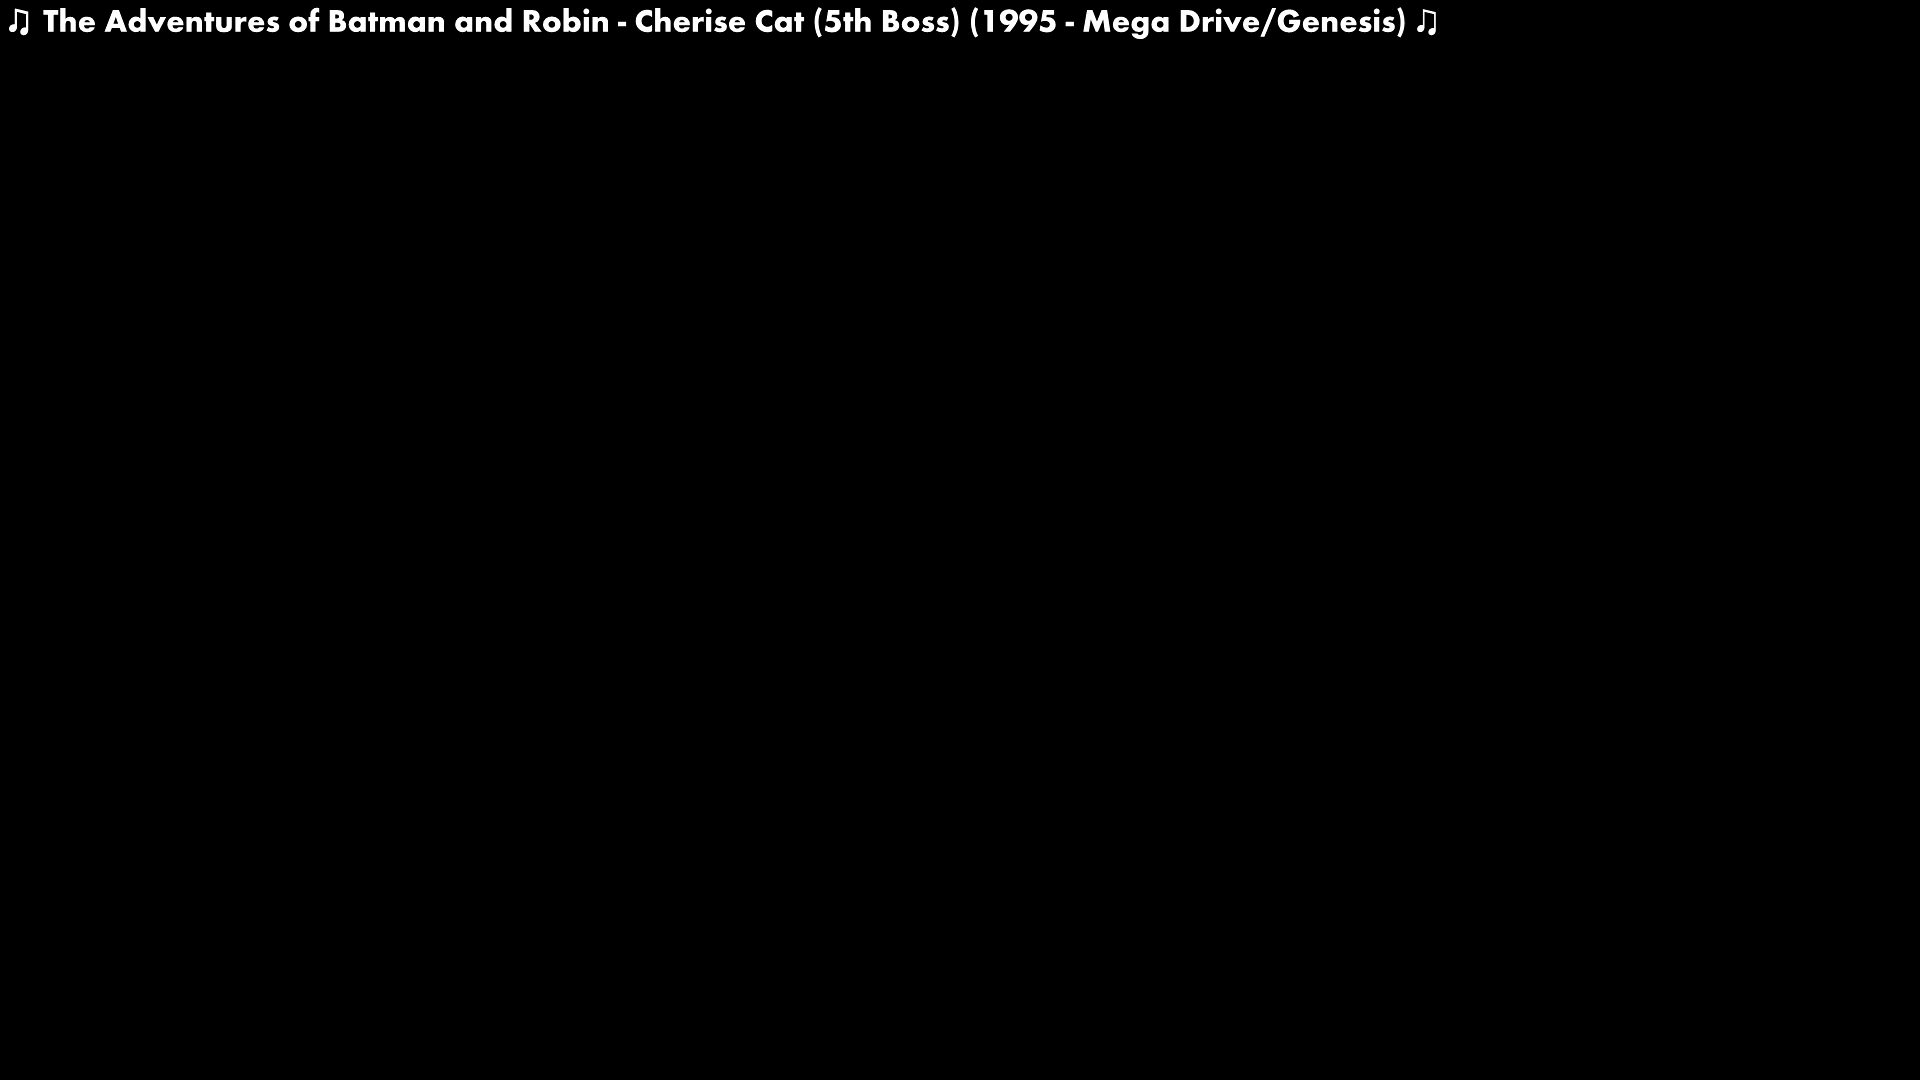 ♫ The Adventures of Batman and Robin - Cherise Cat (5th Boss) (1995 - Mega Drive/Genesis) ♫